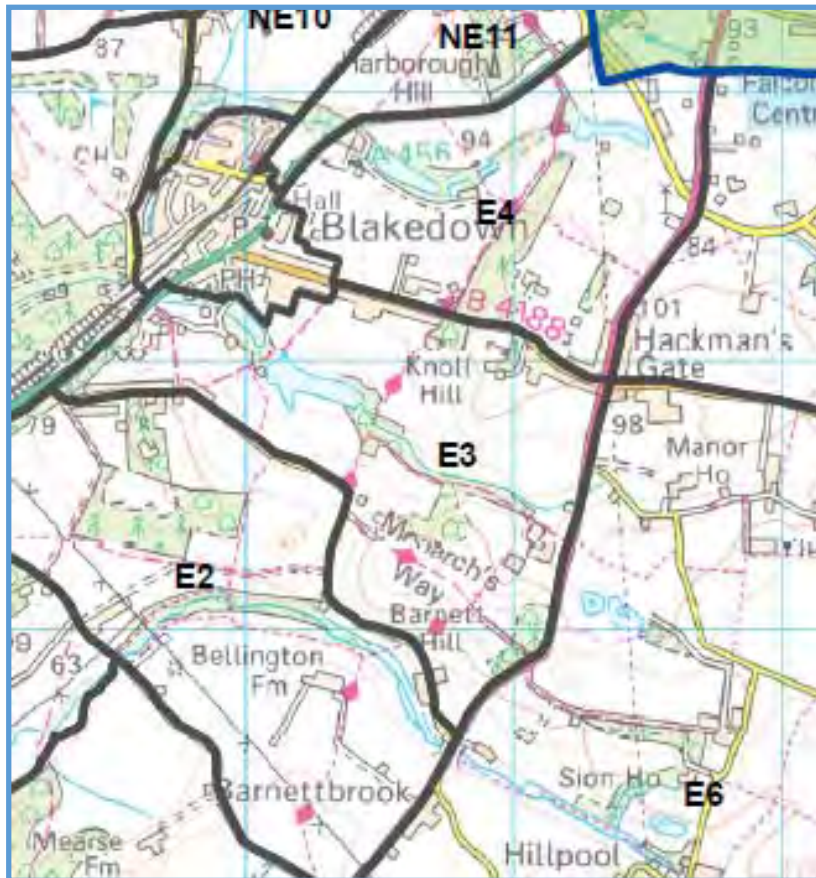 NE10
87
NE11
Harborough
Hill
93
Falcon
Centr
CH
A 456
94
Hall
E4
P
Blakedown
84
PH
B 4188
101
Hackman's
Gate
Knoll
Hill
79
98
E3
Manor
Ho
Monarch's
Way
E2
Barnett
Hill
63
Bellington
Fm
Sion Ho
E6
Barnettbrook
Mearse
Fm
Hillpool